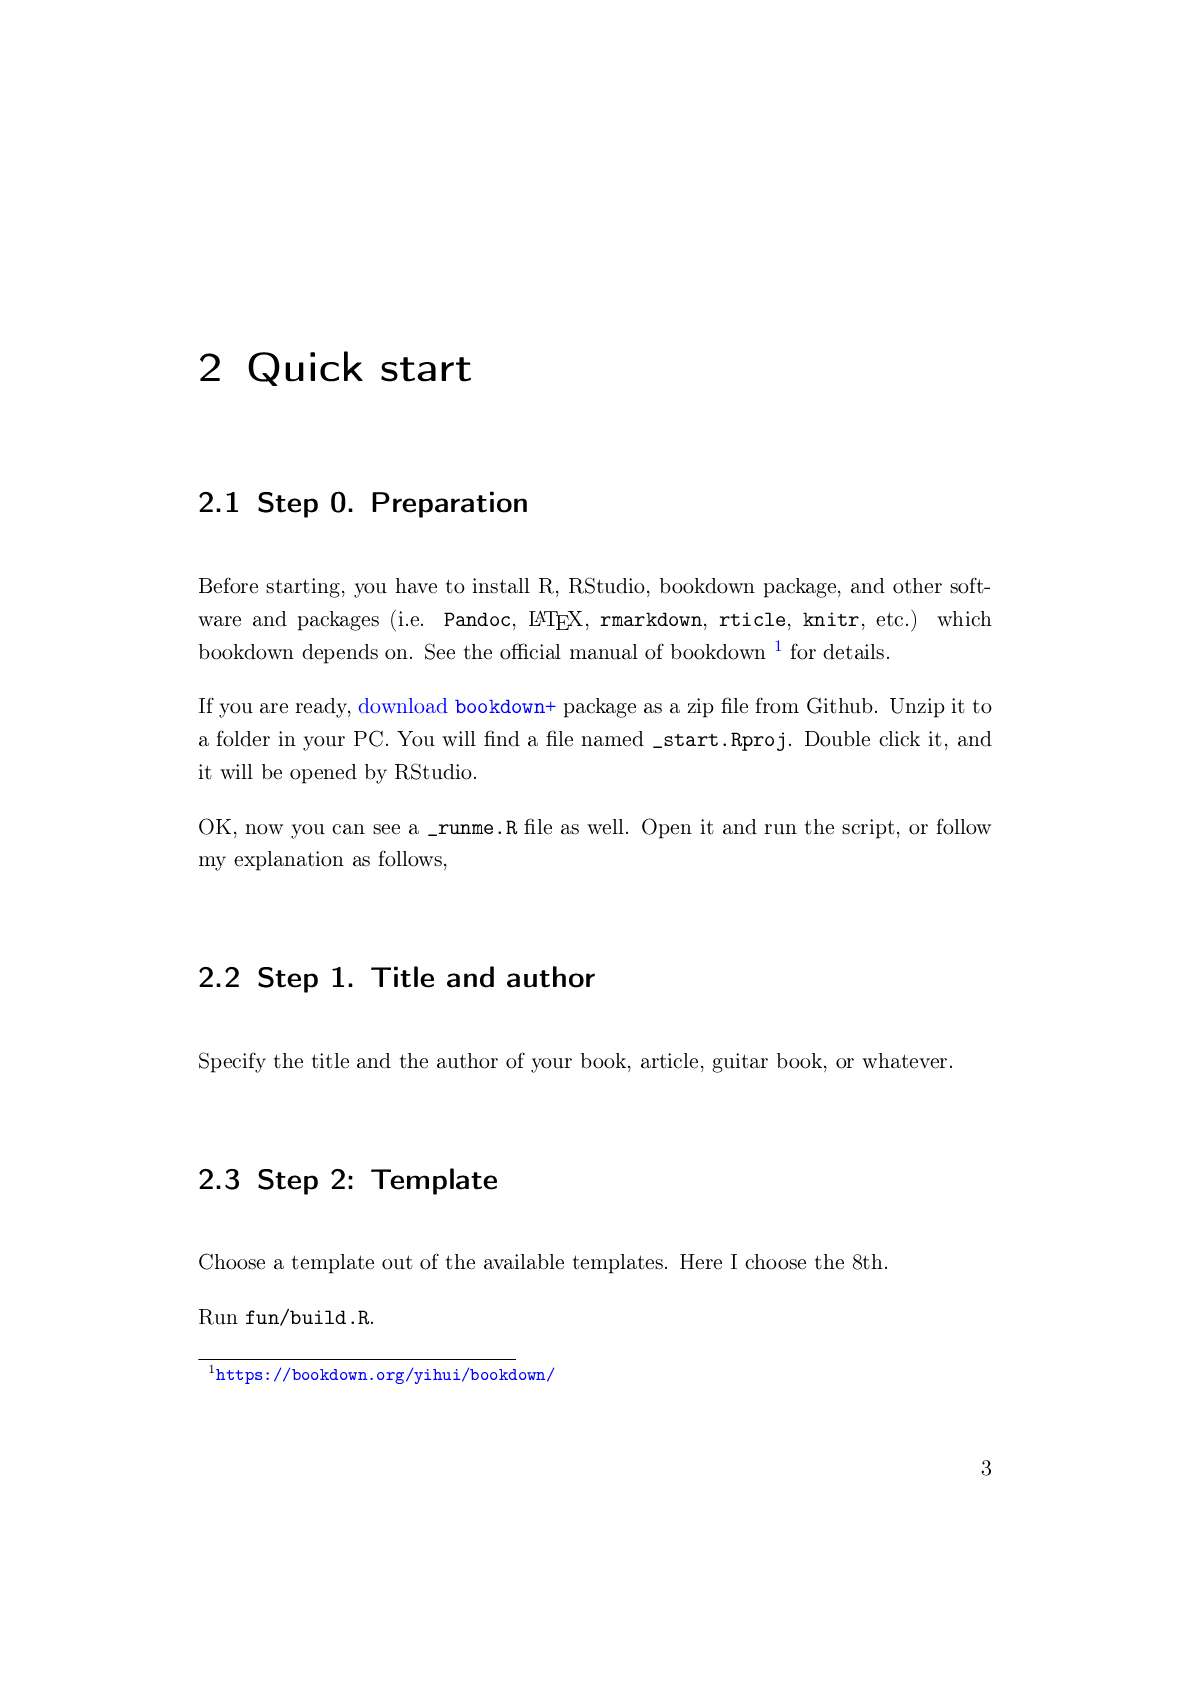 2 Quick start
2.1 Step 0. Preparation
Before starting, you have to install R, RStudio, bookdown package, and other soft-
ware and packages (i.e. Pandoc, LATEX, rmarkdown, rticle, knitr, etc.) which
bookdown depends on. See the official manual of bookdown 1 for details.
If you are ready, download bookdown+ package as a zip file from Github. Unzip it to
a folder in your PC. You will find a file named _start.Rproj. Double click it, and
it will be opened by RStudio.
OK, now you can see a _runme.R file as well. Open it and run the script, or follow
my explanation as follows,
2.2 Step 1. Title and author
Specify the title and the author of your book, article, guitar book, or whatever.
2.3 Step 2: Template
Choose a template out of the available templates. Here I choose the 8th.
Run fun/build.R.
1https://bookdown.org/yihui/bookdown/
3